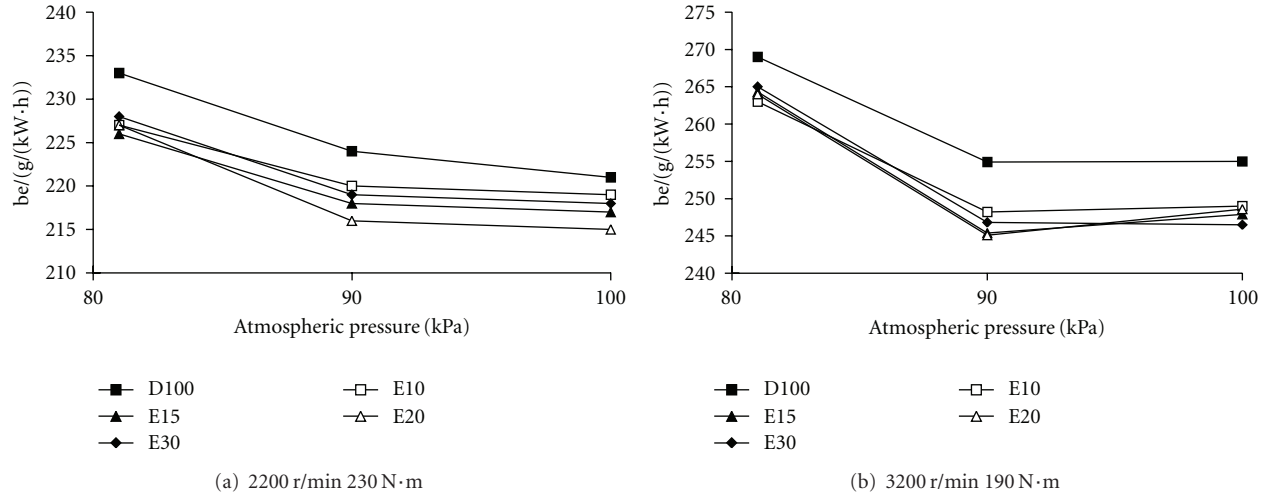 240
235
230
225
220
215
210
80
90
100
be/(g/(kW·h))
Atmospheric pressure (kPa)
D100
E15
E30
E10
E20
(a) 2200 r/min 230 N·m
275
270
265
260
255
250
245
240
80
90
100
be/(g/(kW·h))
Atmospheric pressure (kPa)
D100
E15
E30
E10
E20
(b) 3200 r/min 190 N·m